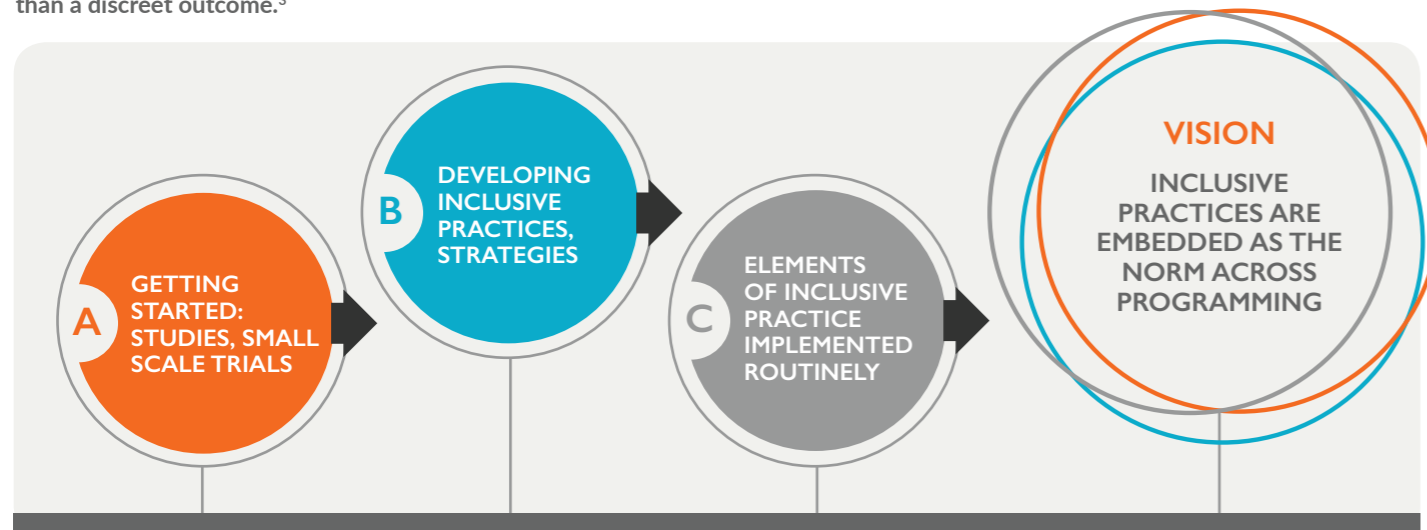 than a discreet outcome.³
A
GETTING
STARTED:
STUDIES, SMALL
SCALE TRIALS
B
DEVELOPING
INCLUSIVE
PRACTICES,
STRATEGIES
C
ELEMENTS
OF INCLUSIVE
PRACTICE
IMPLEMENTED
ROUTINELY
VISION
INCLUSIVE
PRACTICES ARE
EMBEDDED AS THE
NORM ACROSS
PROGRAMMING